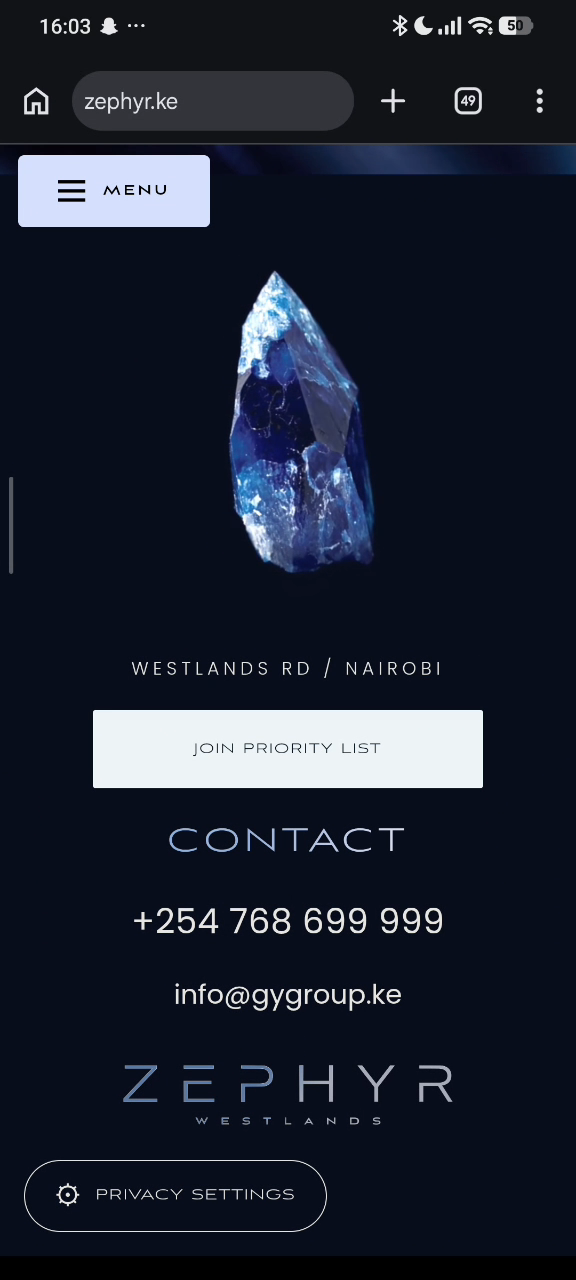 16:03
50
zephyr.ke
49
MENU
WESTLANDS RD / NAIROBI
JOIN PRIORITY LIST
CONTACT
+254 768 699 999
info@gygroup.ke
ZEPHYR
WESTLANDS
PRIVACY SETTINGS